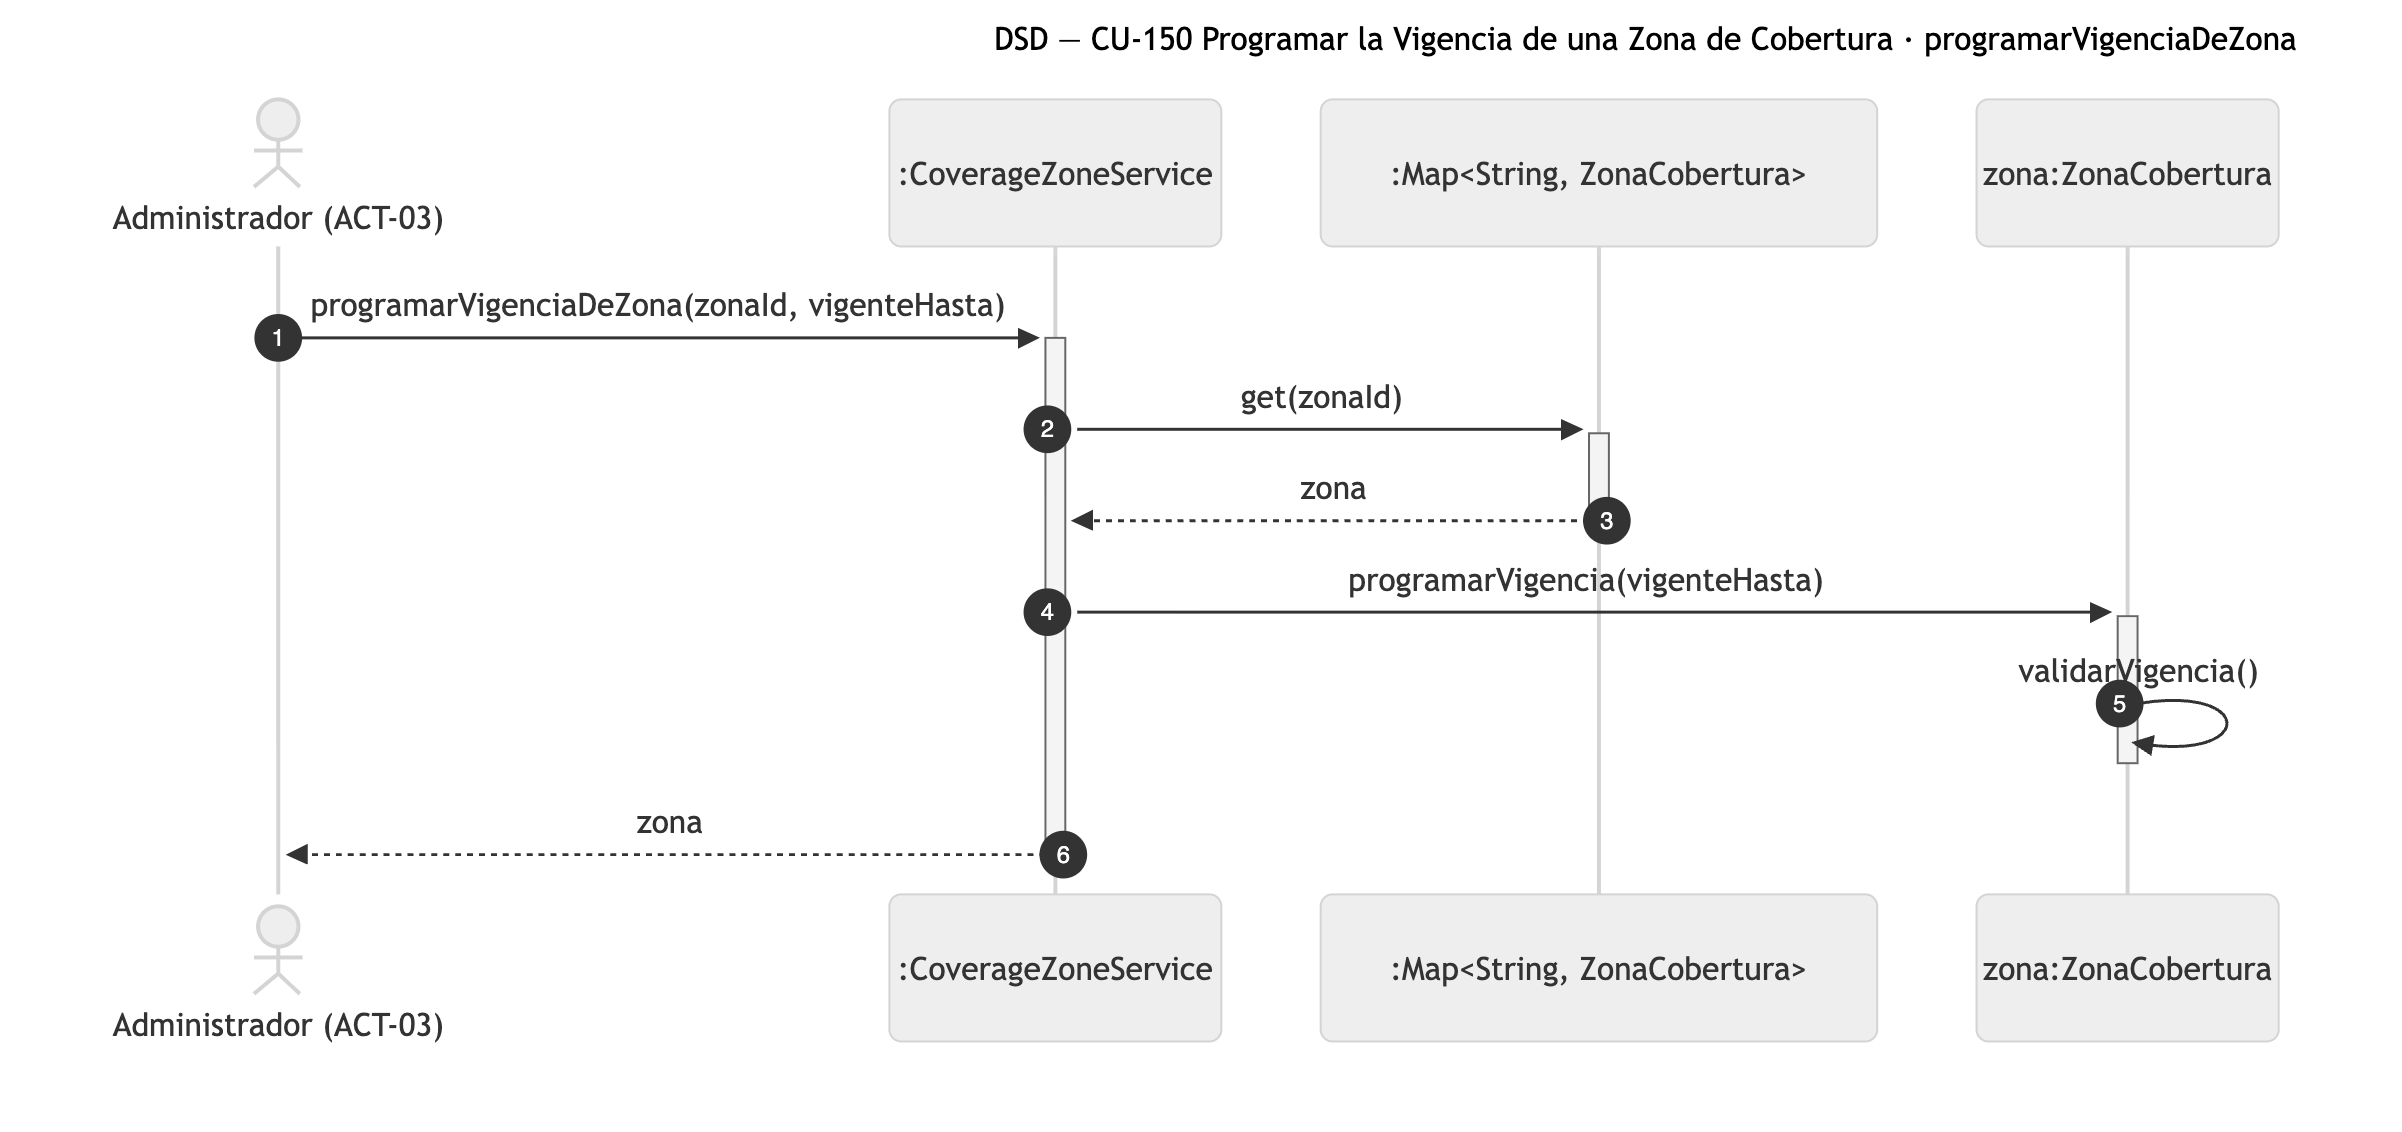 DSD — CU-150 Programar la Vigencia de una Zona de Cobertura · programarVigenciaDeZona
Administrador (ACT-03)
:CoverageZoneService
:Map<String, ZonaCobertura>
zona:ZonaCobertura
programarVigenciaDeZona(zonaId, vigenteHasta)
1
get(zonaId)
2
zona
3
programarVigencia(vigenteHasta)
4
validarVigencia()
5
zona
6
Administrador (ACT-03)
:CoverageZoneService
:Map<String, ZonaCobertura>
zona:ZonaCobertura